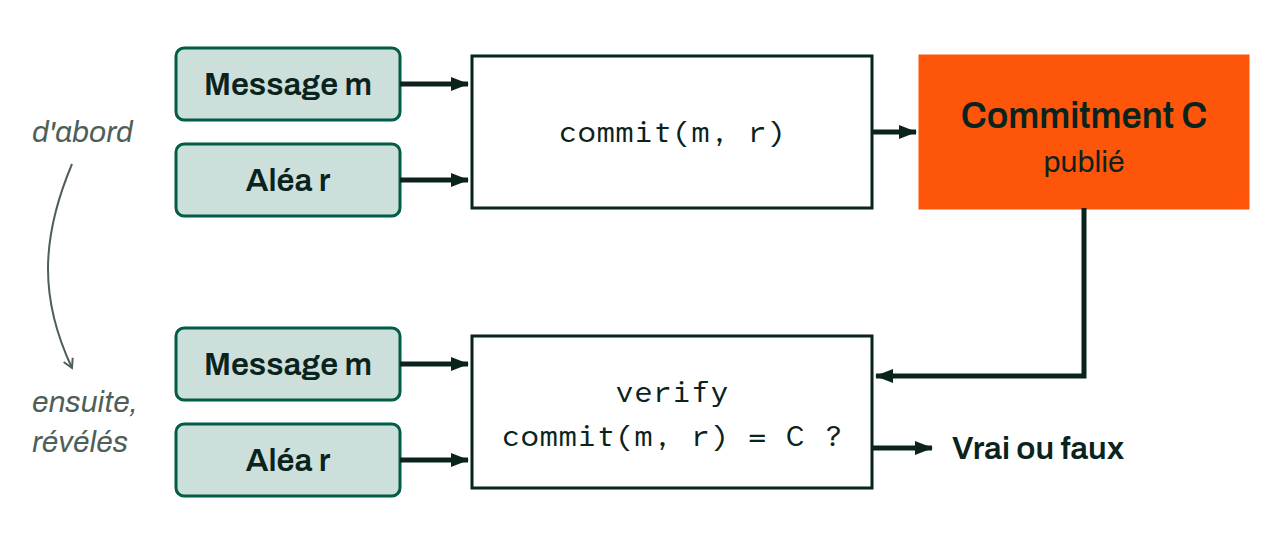 d'abord
Message m
Aléa r
commit(m, r)
Commitment C
publié
ensuite,
révélés
Message m
Aléa r
verify
commit(m, r) = C ?
Vrai ou faux